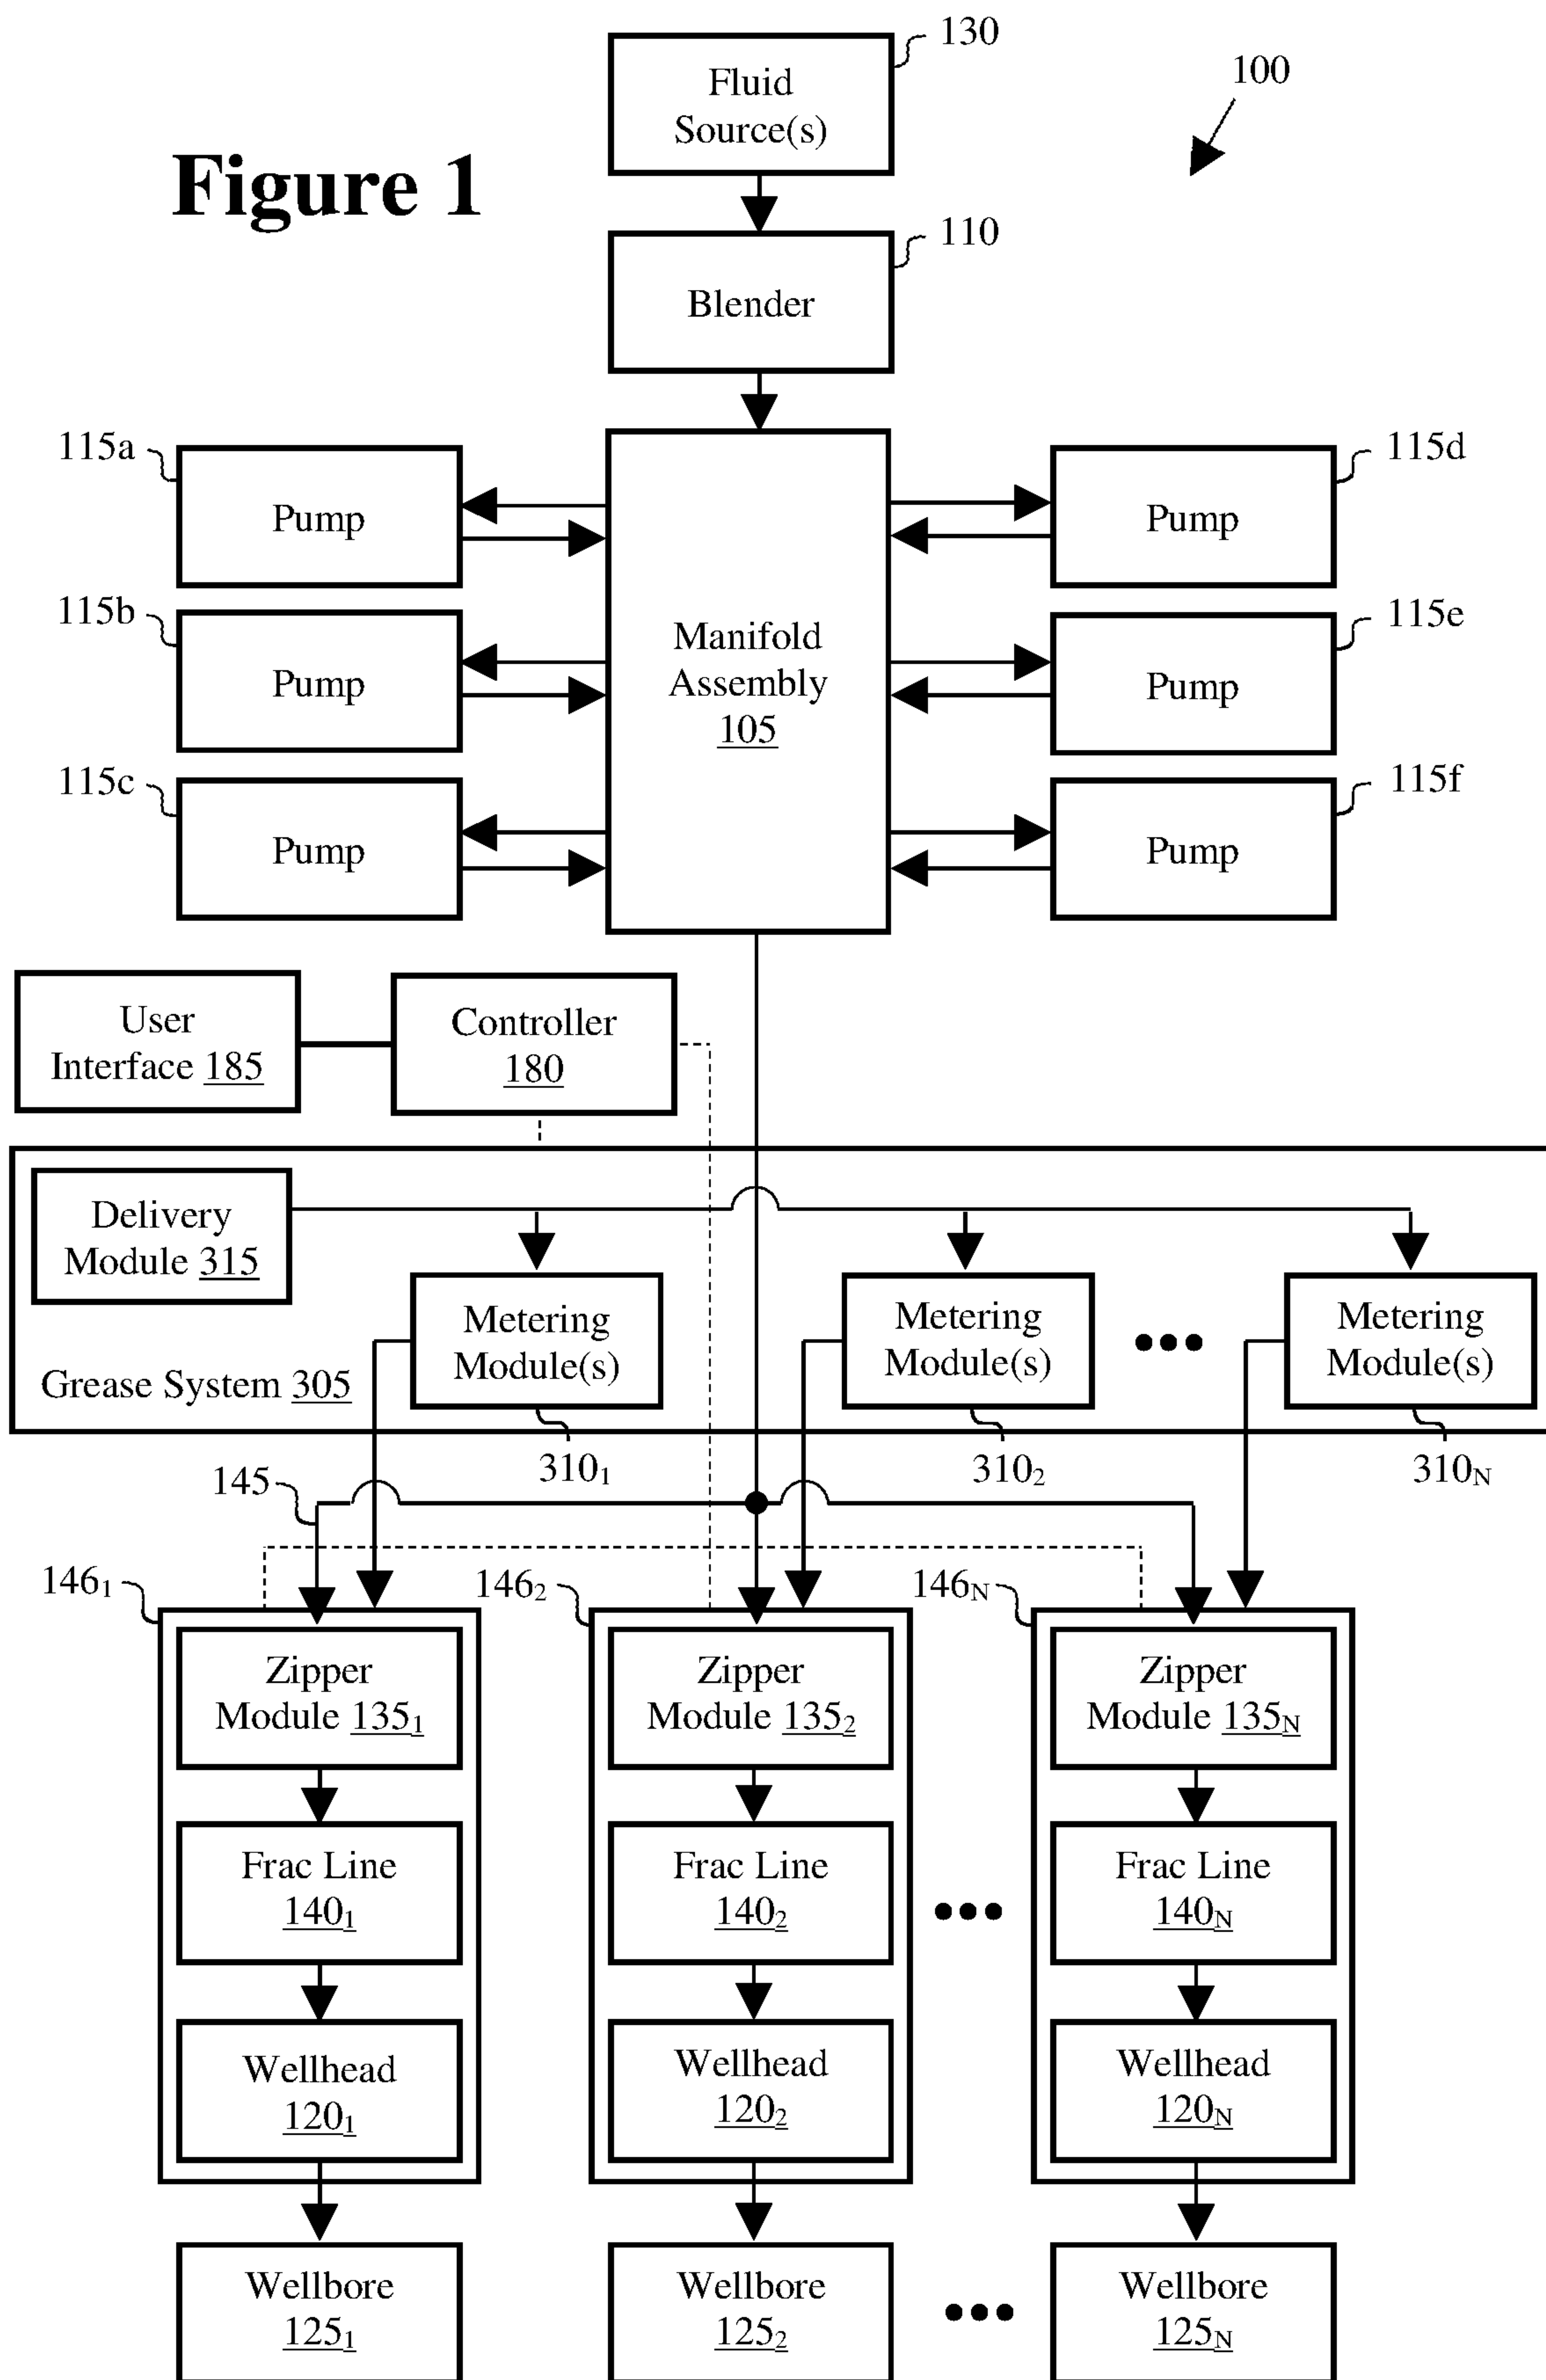 130
Fluid
Source(s)
100
Figure 1
110
Blender
115a
Pump
115d
Pump
115b
Pump
Manifold
Assembly
105
115e
Pump
115c
Pump
115f
Pump
User
Interface 185
Controller
180
Delivery
Module 315
Metering
Module(s)
Metering
Module(s)
Metering
Module(s)
Grease System 305
310₁
310₂
310N
145
146₁
146₂
146N
Zipper
Module 135₁
Zipper
Module 135₂
Zipper
Module 135N
Frac Line
140₁
Frac Line
140₂
Frac Line
140N
Wellhead
120₁
Wellhead
120₂
Wellhead
120N
Wellbore
125₁
Wellbore
125₂
Wellbore
125N